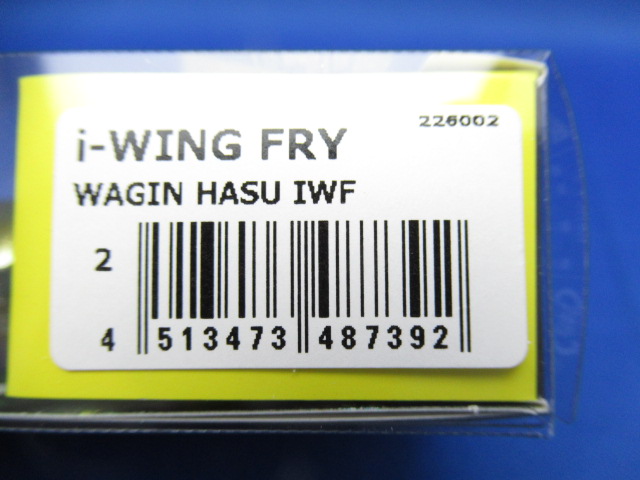 226002
i-WING FRY
WAGIN HASU IWF
2
4 513473 487392